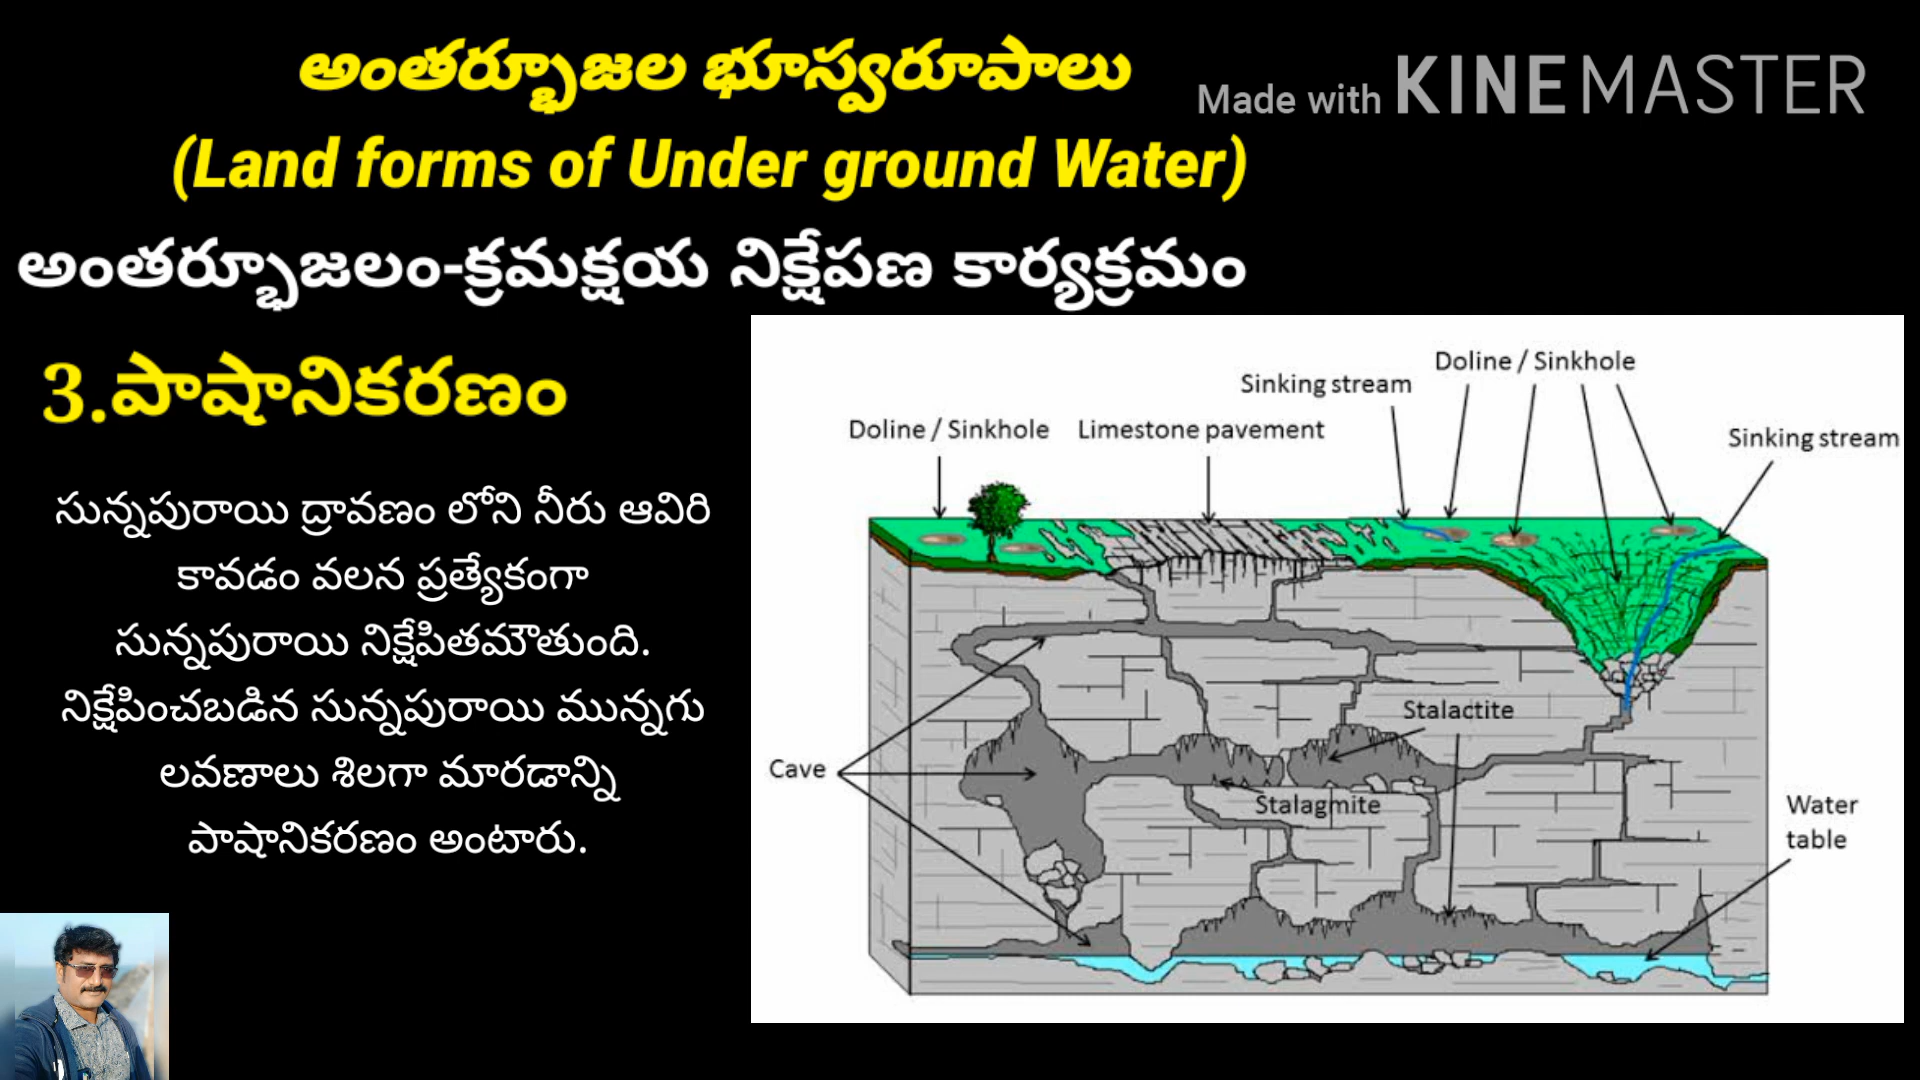 అంతర్భూజల భూస్వరూపాలు
Made with KINEMASTER
(Land forms of Under ground Water)
అంతర్భూజలం-క్రమక్షయ నిక్షేపణ కార్యక్రమం
3.పాషానికరణం
సున్నపురాయి ద్రావణం లోని నీరు ఆవిరి
కావడం వలన ప్రత్యేకంగా
సున్నపురాయి నిక్షేపితమౌతుంది.
నిక్షేపించబడిన సున్నపురాయి మున్నగు
లవణాలు శిలగా మారడాన్ని
పాషానికరణం అంటారు.
Doline / Sinkhole
Sinking stream
Doline / Sinkhole
Limestone pavement
Sinking stream
Stalactite
Cave
Stalagmite
Water
table